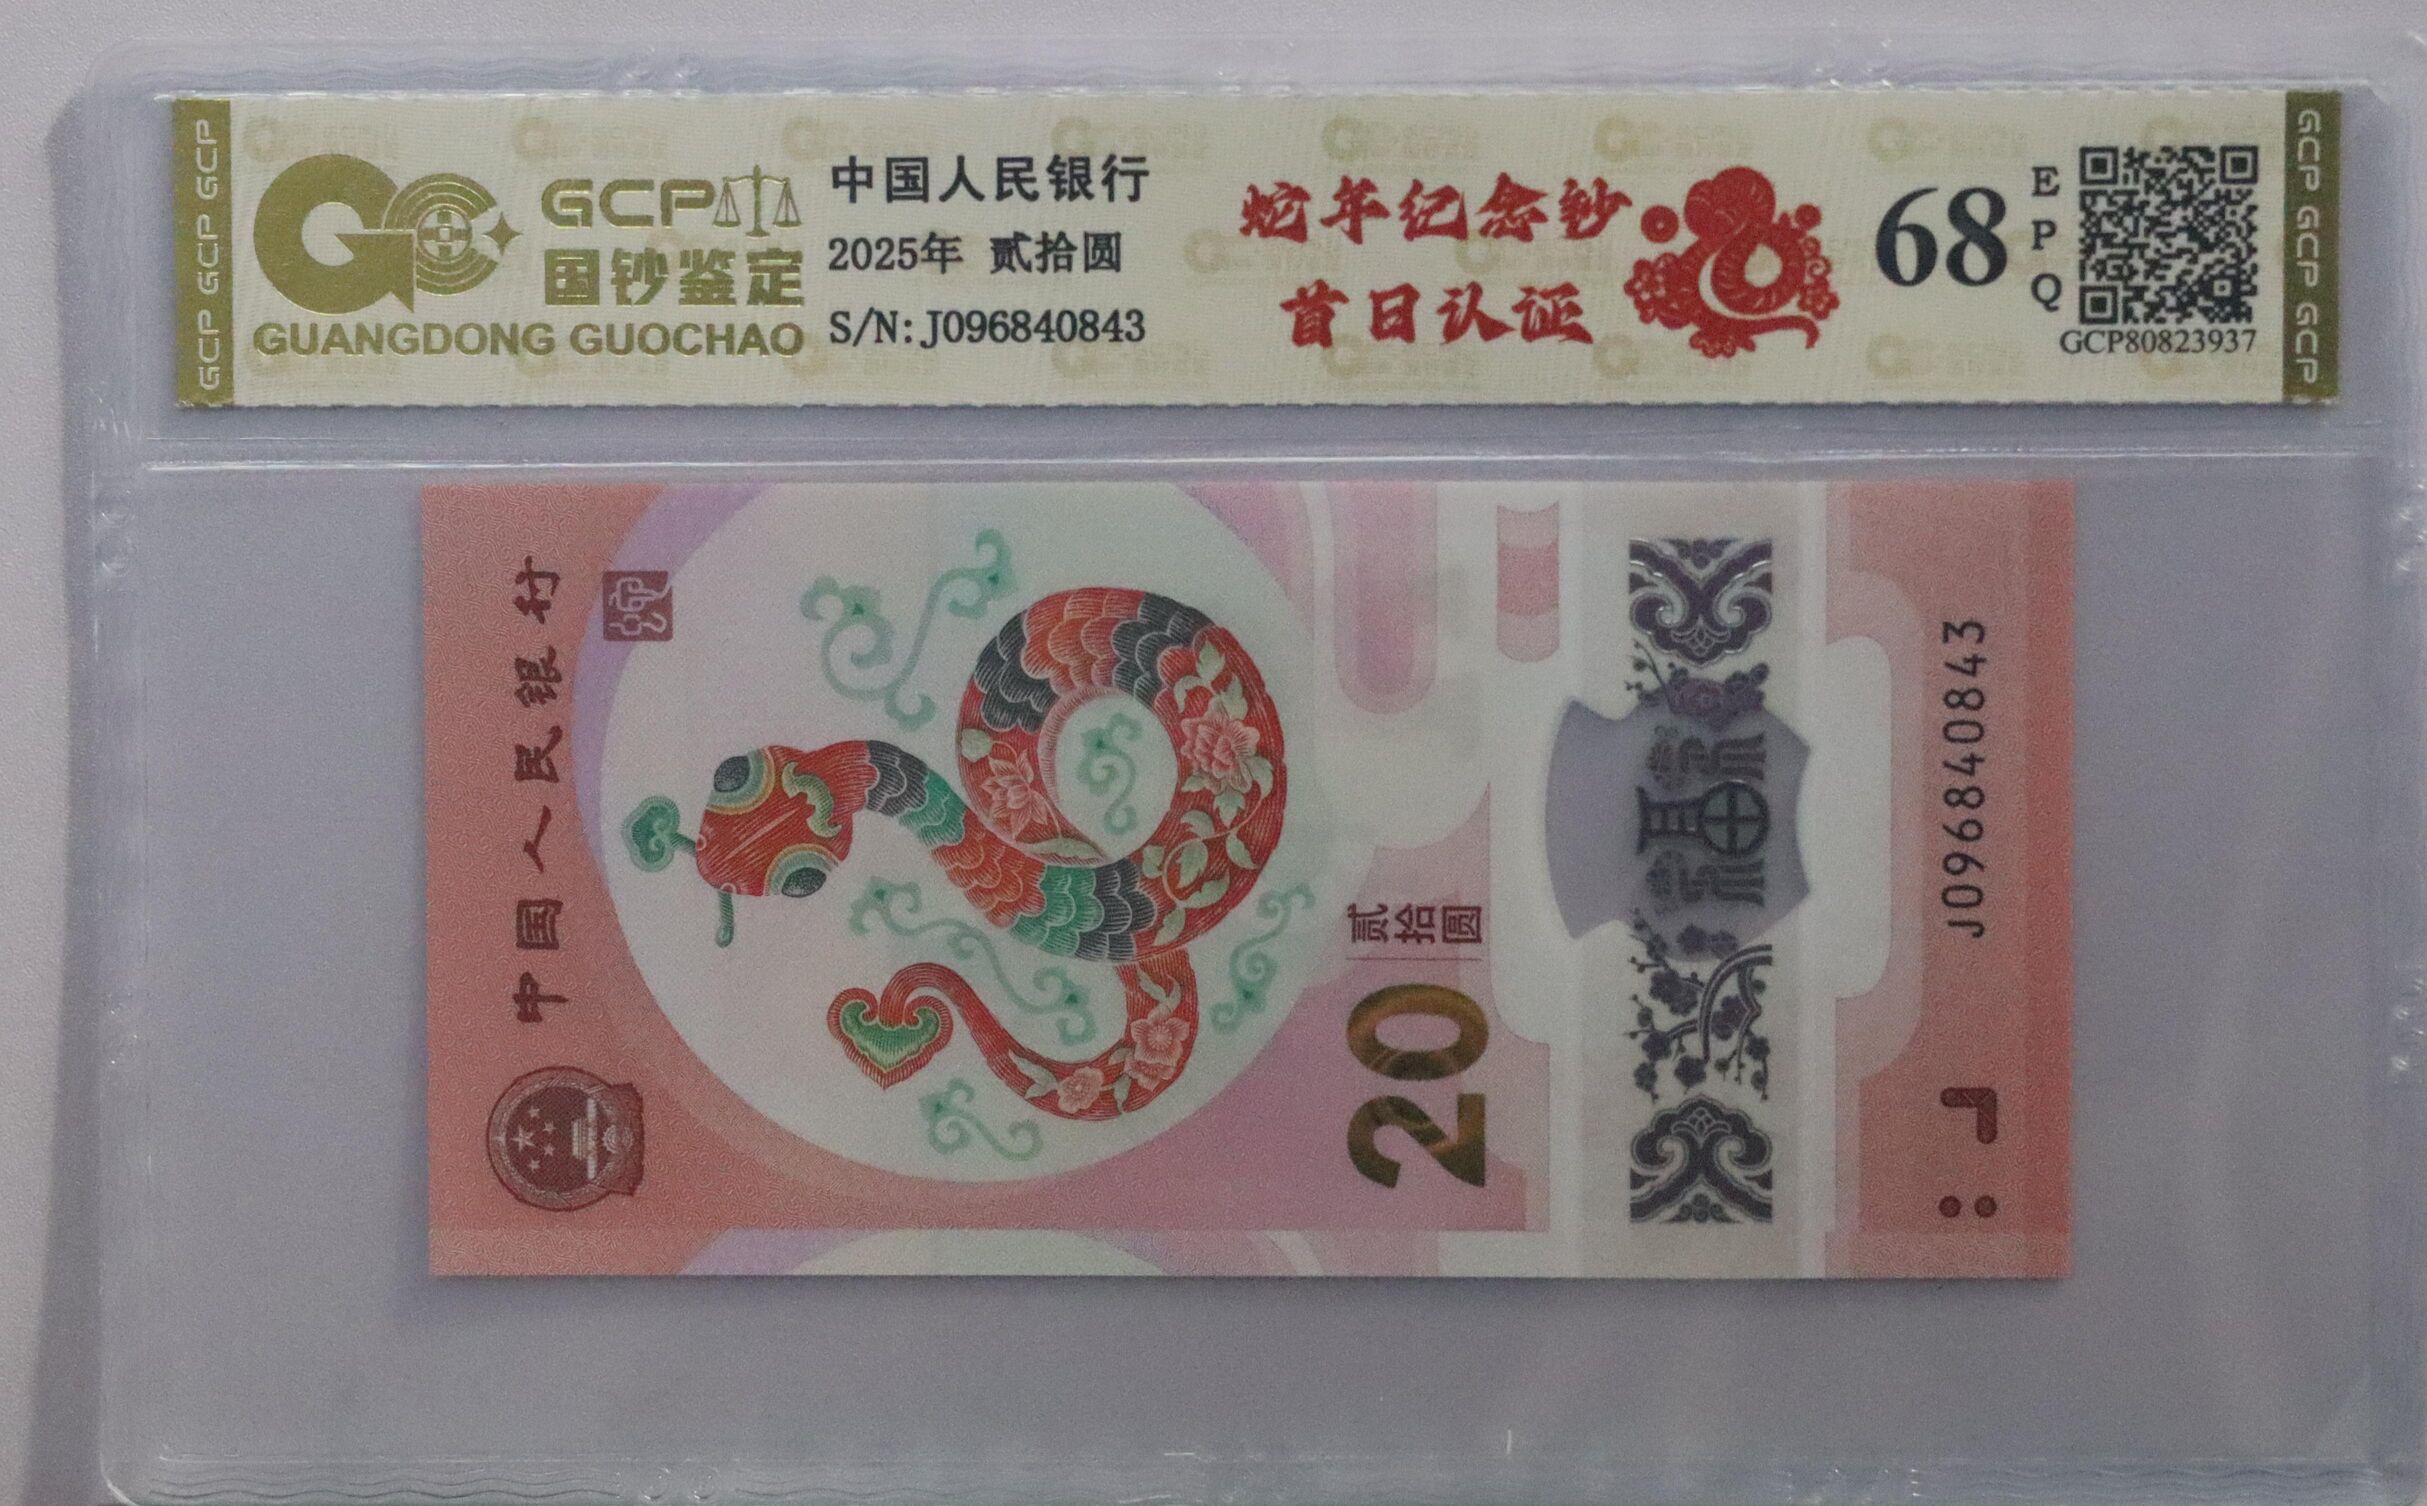 GCP GCP GCP
GCP
国钞鉴定
GUANGDONG GUOCHAO
中国人民银行
2025年 贰拾圆
S/N: J096840843
蛇年纪念钞
首日认证
68
EPQ
GCP80823937
GCP GCP GCP
中国人民银行
20
贰拾圆
福
J096840843